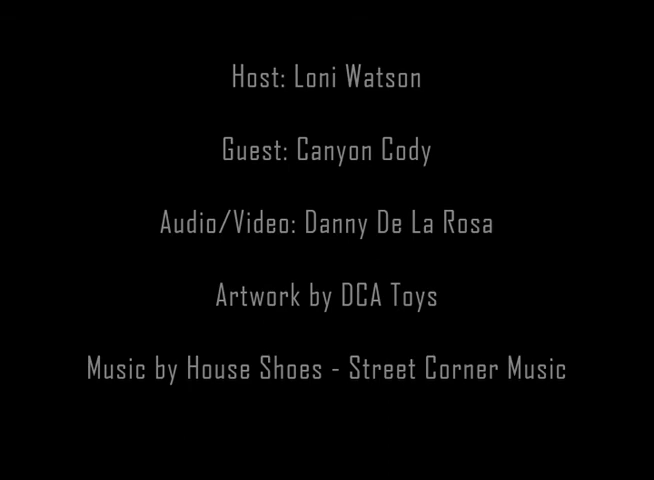 Host: Loni Watson
Guest: Canyon Cody
Audio/Video: Danny De La Rosa
Artwork by DCA Toys
Music by House Shoes - Street Corner Music